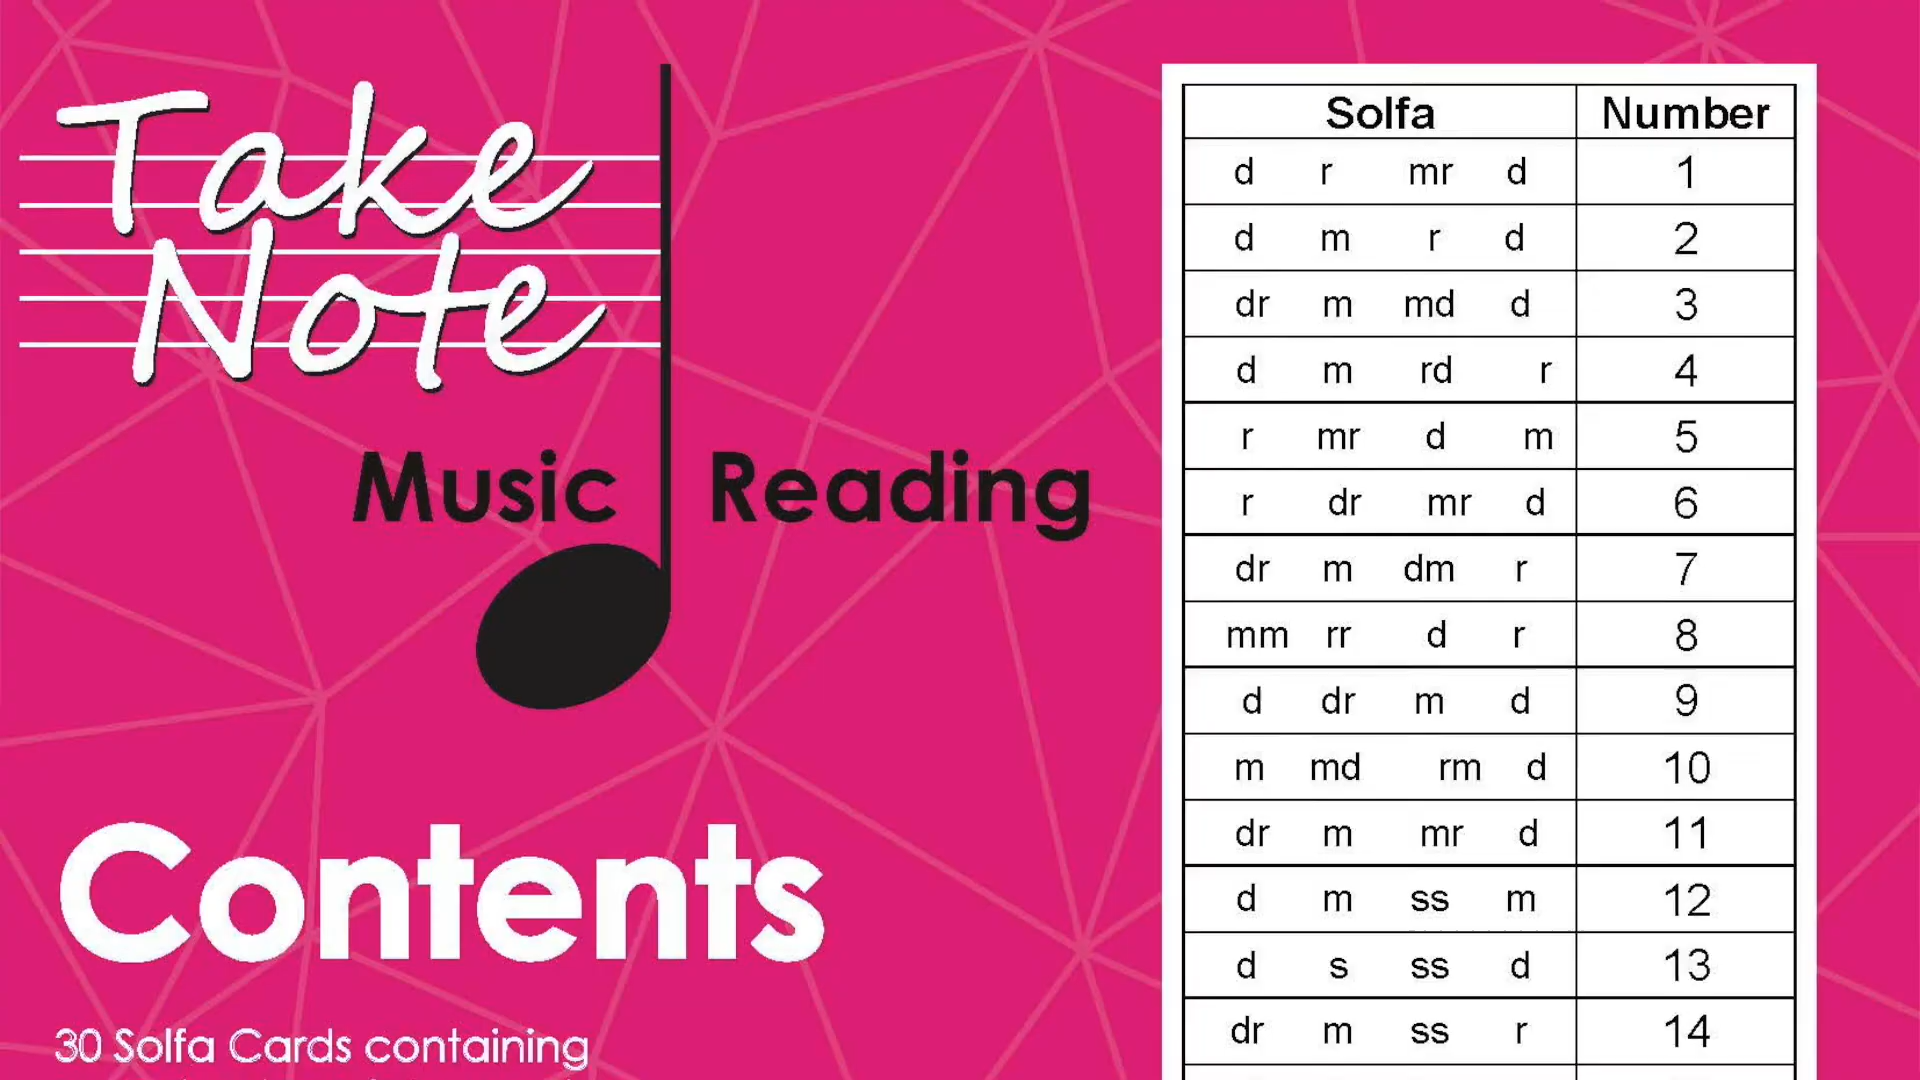 Take
Note
Music Reading
Contents
30 Solfa Cards containing
Solfa Number
d r mr d 1
d m r d 2
dr m md d 3
d m rd r 4
r mr d m 5
r dr mr d 6
dr m dm r 7
mm rr d r 8
d dr m d 9
m md rm d 10
dr m mr d 11
d m ss m 12
d s ss d 13
dr m ss r 14